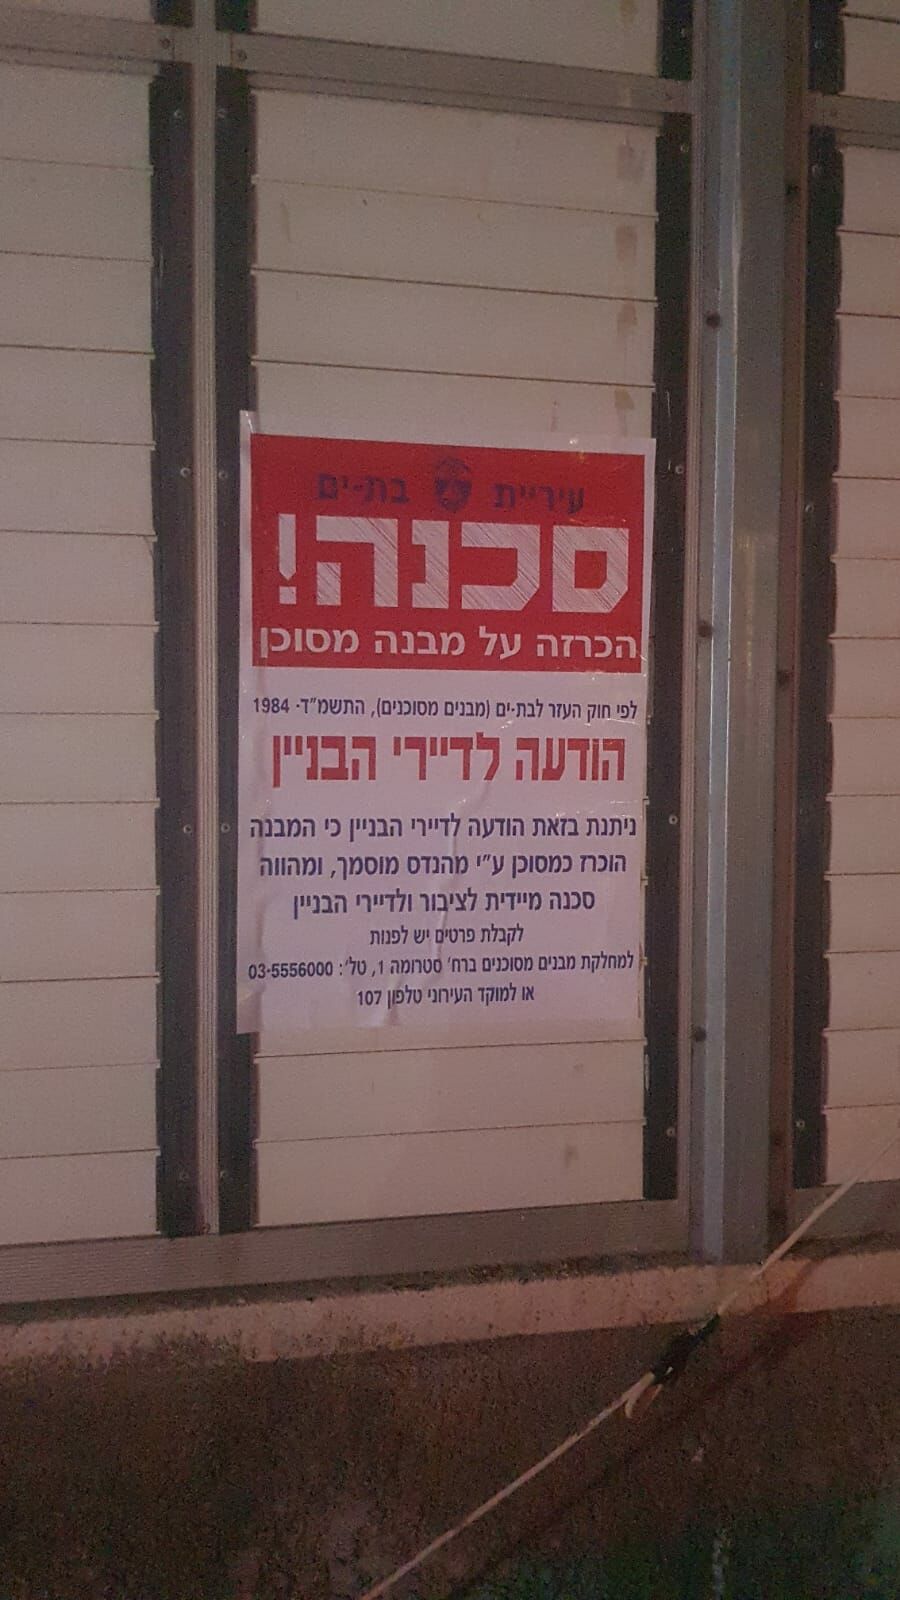 עיריית בת-ים
סכנה!
הכרזה על מבנה מסוכן
לפי חוק העזר לבת-ים (מבנים מסוכנים), התשמ"ד- 1984
הודעה לדיירי הבניין
ניתנת בזאת הודעה לדיירי הבניין כי המבנה
הוכרז כמסוכן ע"י מהנדס מוסמך, ומהווה
סכנה מיידית לציבור ולדיירי הבניין
לקבלת פרטים יש לפנות
למחלקת מבנים מסוכנים ברח' סטרומה 1, טל': 03-5556000
או למוקד העירוני טלפון 107